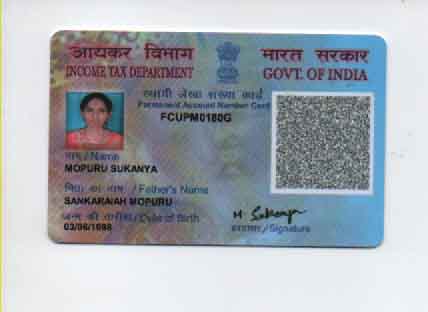 आयकर विभाग भारत सरकार
INCOME TAX DEPARTMENT GOVT. OF INDIA
स्थायी लेखा संख्या कार्ड
Permanent Account Number Card
FCUPM0180G
नाम / Name
MOPURU SUKANYA
पिता का नाम / Father's Name
SANKARAIAH MOPURU
जन्म की तारीख / Date of Birth
03/06/1998
M. Sukanya
हस्ताक्षर / Signature